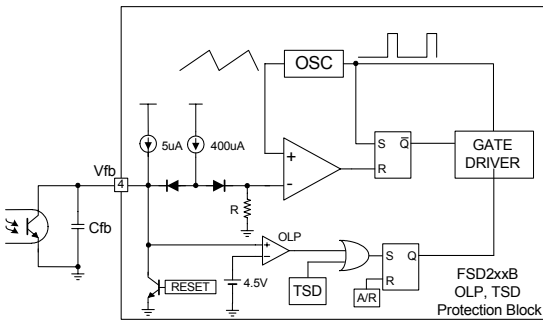 OSC
5uA
400uA
Vfb
4
+
-
S
Q
R
GATE
DRIVER
R
Cfb
OLP
+
-
RESET
4.5V
TSD
S
Q
R
A/R
FSD2xxB
OLP, TSD
Protection Block